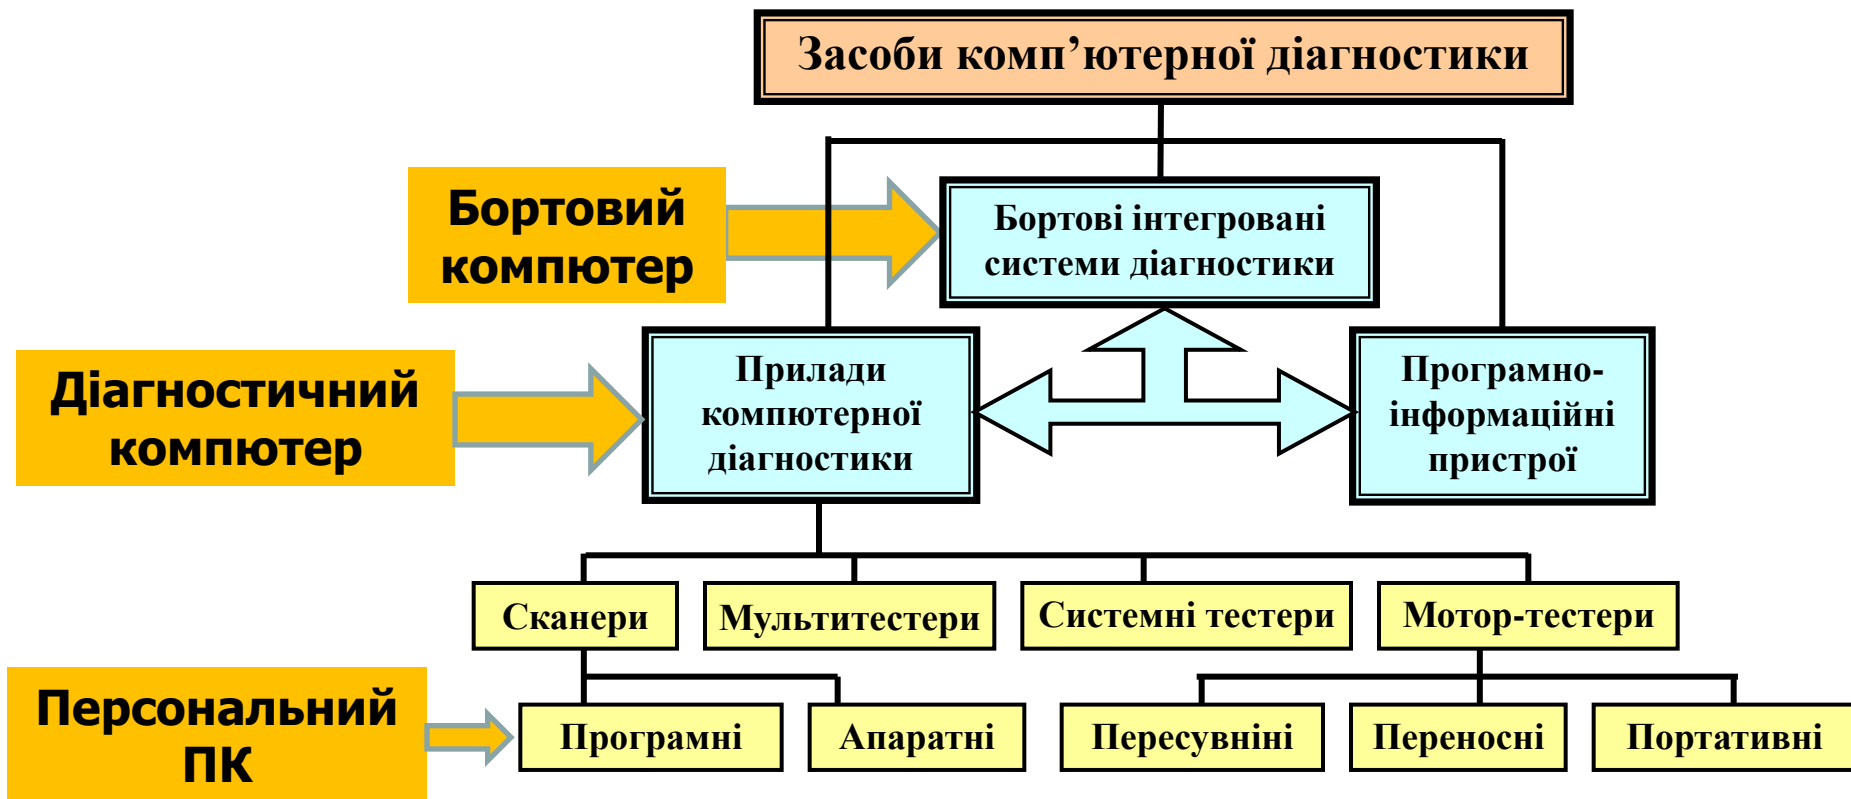 Засоби комп’ютерної діагностики
Бортовий
компютер
Бортові інтегровані
системи діагностики
Діагностичний
компютер
Прилади
компютерної
діагностики
Програмно-
інформаційні
пристрої
Сканери
Мультитестери
Системні тестери
Мотор-тестери
Персональний
ПК
Програмні
Апаратні
Пересувніні
Переносні
Портативні